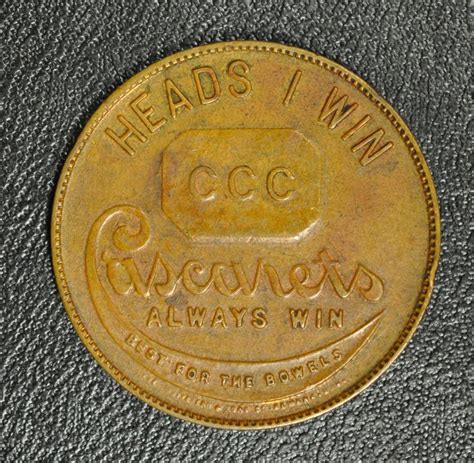 HEADS I WIN
CCC
Cascarets
ALWAYS WIN
BEST FOR THE BOWELS